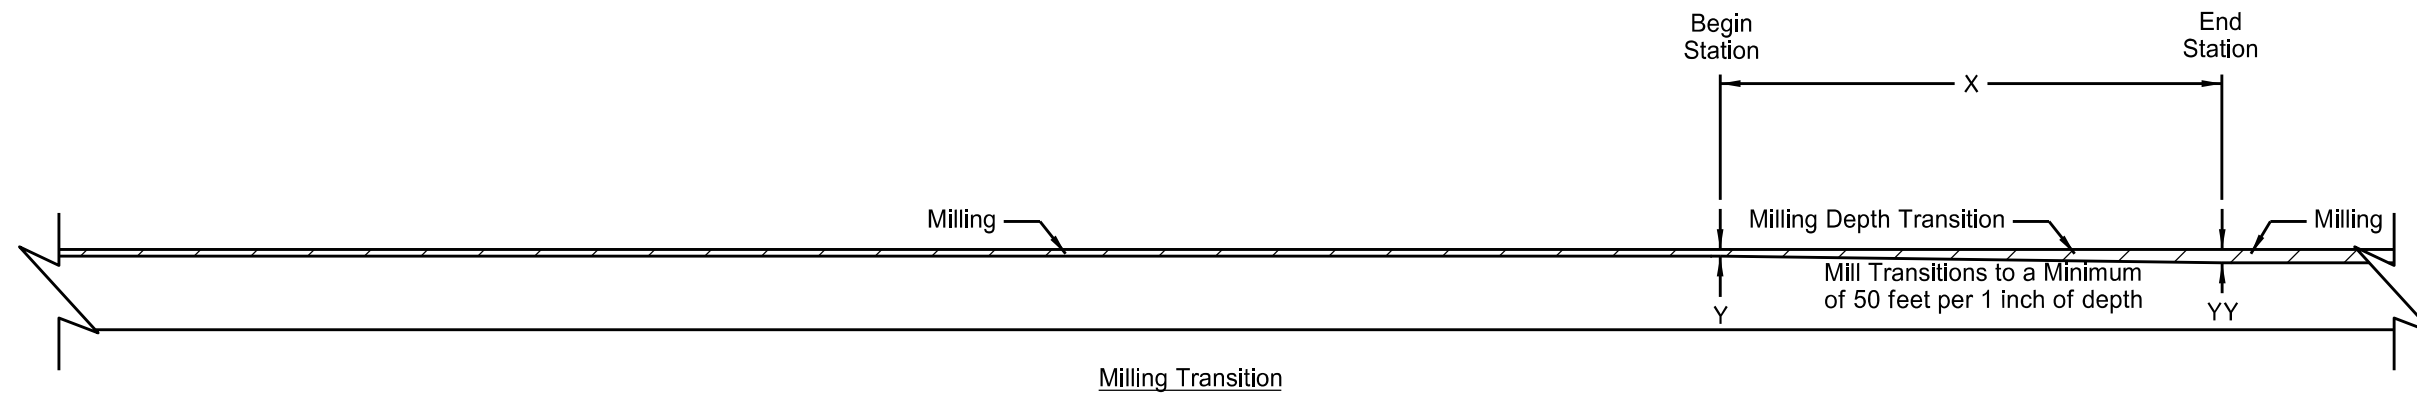 Begin
Station
End
Station
X
Milling
Milling Depth Transition
Milling
Mill Transitions to a Minimum
of 50 feet per 1 inch of depth
Y
YY
Milling Transition